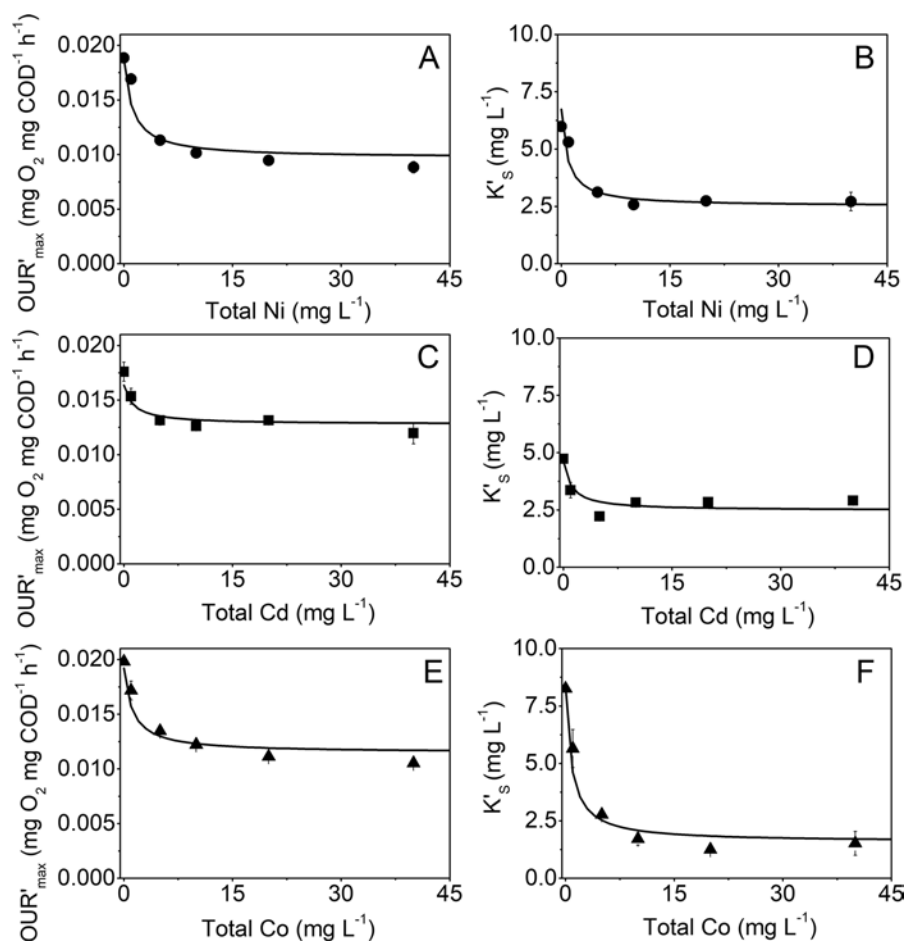 A
OUR'max (mg O2 mg COD-1 h-1)
0.020
0.015
0.010
0.005
0.000
0 15 30 45
Total Ni (mg L-1)
B
K's (mg L-1)
10.0
7.5
5.0
2.5
0.0
0 15 30 45
Total Ni (mg L-1)
C
OUR'max (mg O2 mg COD-1 h-1)
0.020
0.015
0.010
0.005
0.000
0 15 30 45
Total Cd (mg L-1)
D
K's (mg L-1)
10.0
7.5
5.0
2.5
0.0
0 15 30 45
Total Cd (mg L-1)
E
OUR'max (mg O2 mg COD-1 h-1)
0.020
0.015
0.010
0.005
0.000
0 15 30 45
Total Co (mg L-1)
F
K's (mg L-1)
10.0
7.5
5.0
2.5
0.0
0 15 30 45
Total Co (mg L-1)